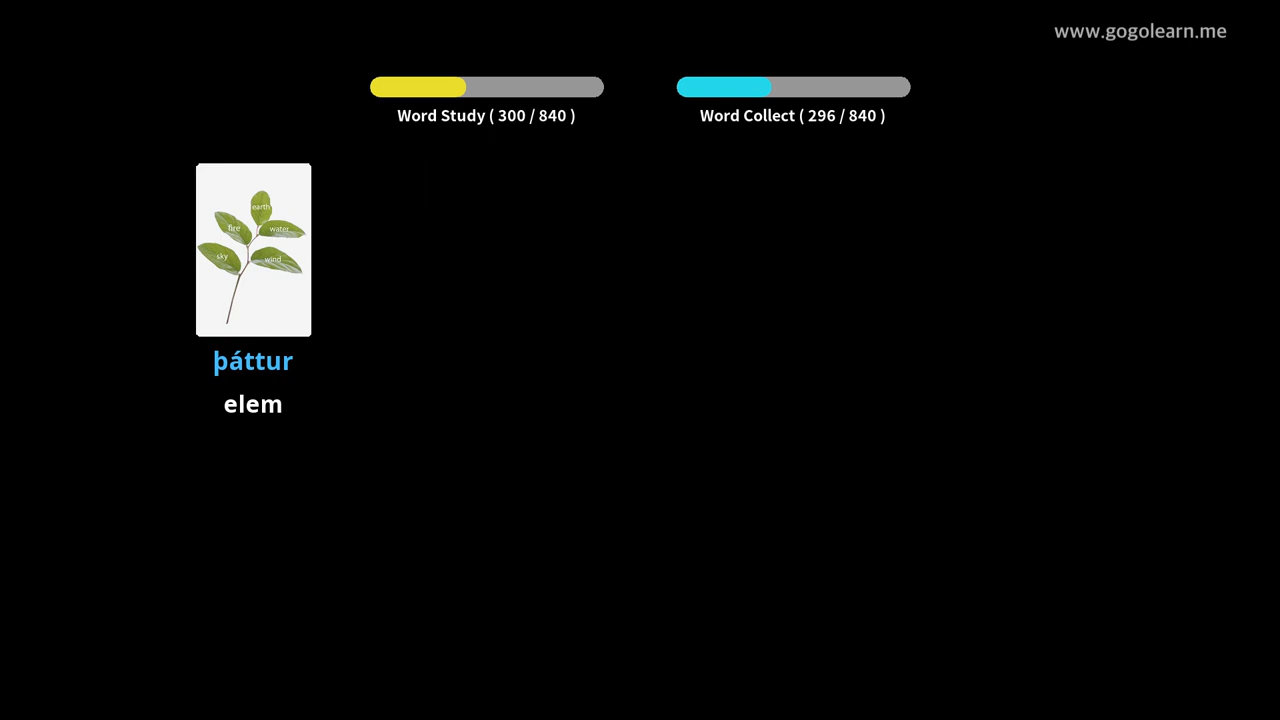 www.gogolearn.me
Word Study ( 300 / 840 )
Word Collect ( 296 / 840 )
earth
fire
water
sky
wind
þáttur
elem